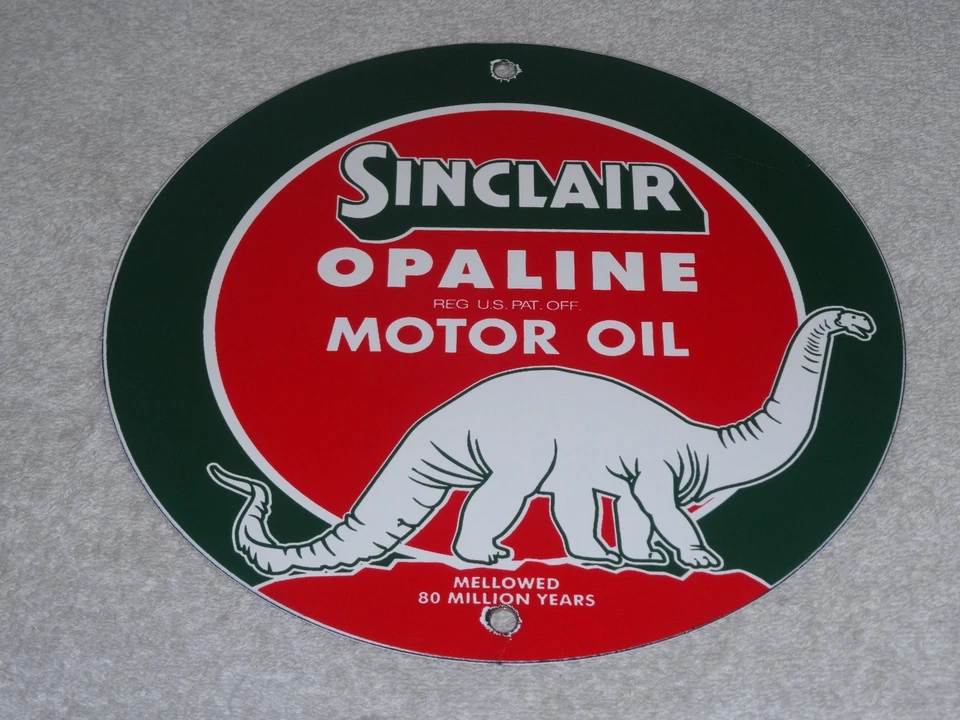 SINCLAIR
OPALINE
REG U.S. PAT. OFF.
MOTOR OIL
MELLOWED
80 MILLION YEARS